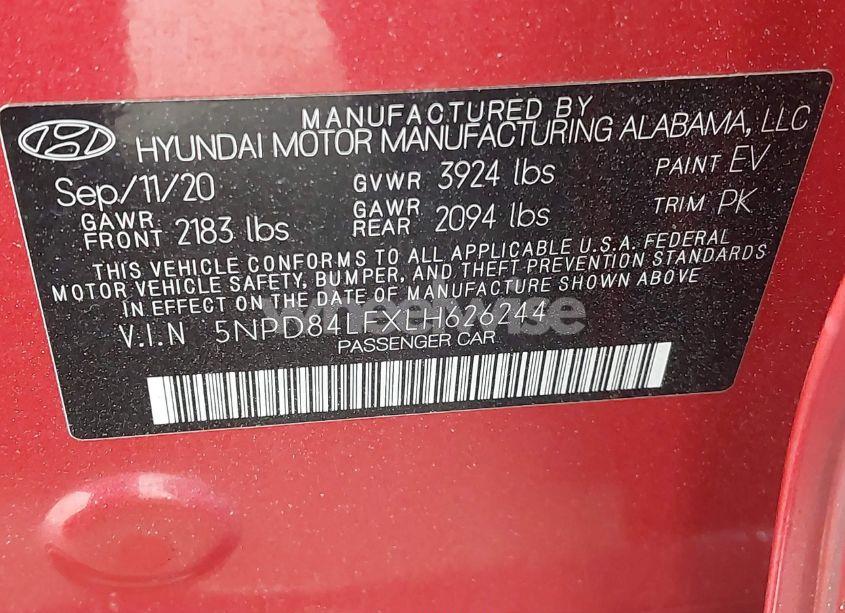 MANUFACTURED BY
HYUNDAI MOTOR MANUFACTURING ALABAMA, LLC
Sep/11/20 GVWR 3924 lbs PAINT EV
GAWR FRONT 2183 lbs GAWR REAR 2094 lbs TRIM PK
THIS VEHICLE CONFORMS TO ALL APPLICABLE U.S.A. FEDERAL
MOTOR VEHICLE SAFETY, BUMPER, AND THEFT PREVENTION STANDARDS
IN EFFECT ON THE DATE OF MANUFACTURE SHOWN ABOVE
V.I.N 5NPD84LFXLH626244
PASSENGER CAR